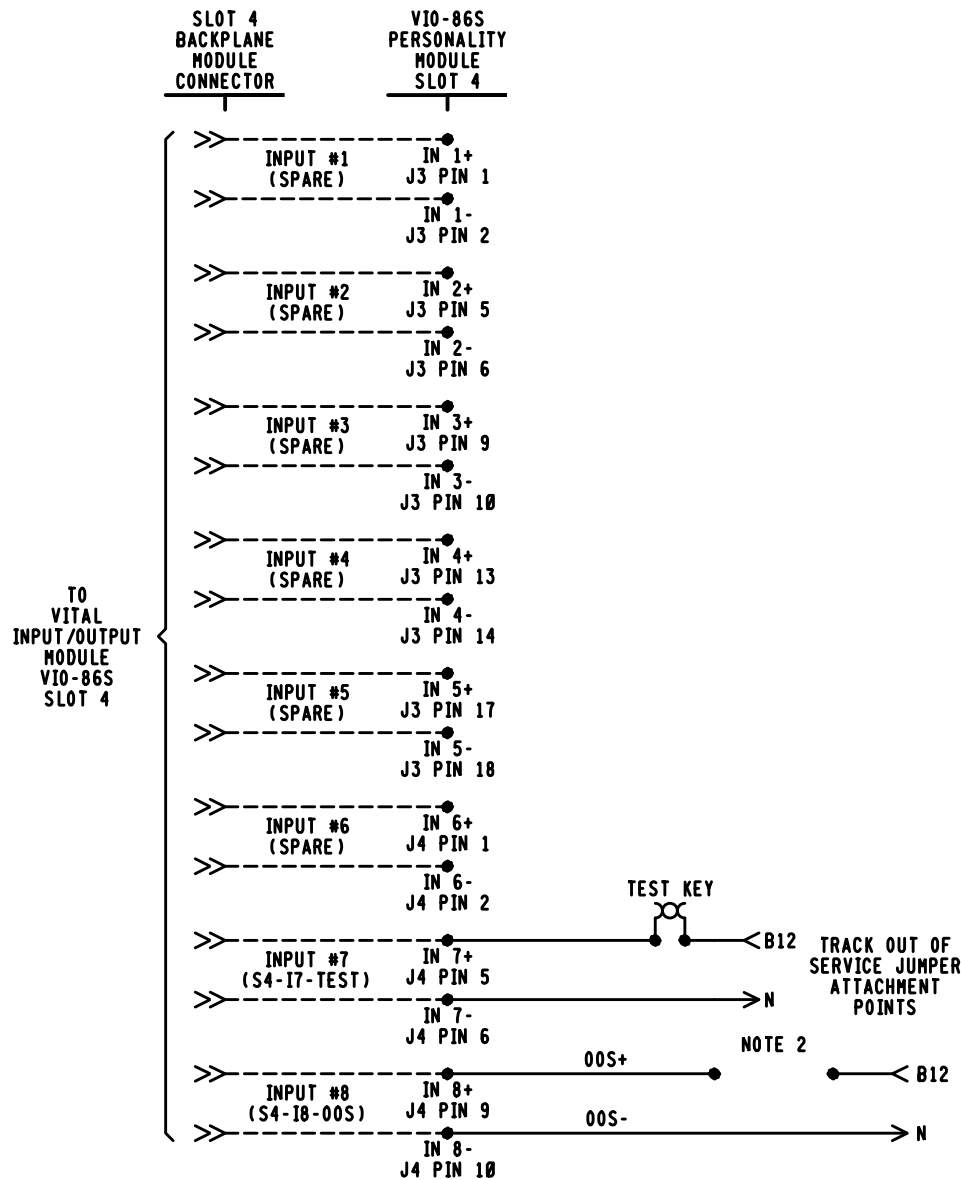 SLOT 4
BACKPLANE
MODULE
CONNECTOR
VIO-86S
PERSONALITY
MODULE
SLOT 4
INPUT #1
(SPARE)
IN 1+
J3 PIN 1
IN 1-
J3 PIN 2
INPUT #2
(SPARE)
IN 2+
J3 PIN 5
IN 2-
J3 PIN 6
INPUT #3
(SPARE)
IN 3+
J3 PIN 9
IN 3-
J3 PIN 10
INPUT #4
(SPARE)
IN 4+
J3 PIN 13
IN 4-
J3 PIN 14
TO
VITAL
INPUT/OUTPUT
MODULE
VIO-86S
SLOT 4
INPUT #5
(SPARE)
IN 5+
J3 PIN 17
IN 5-
J3 PIN 18
INPUT #6
(SPARE)
IN 6+
J4 PIN 1
IN 6-
J4 PIN 2
TEST KEY
B12
INPUT #7
(S4-I7-TEST)
IN 7+
J4 PIN 5
N
IN 7-
J4 PIN 6
TRACK OUT OF
SERVICE JUMPER
ATTACHMENT
POINTS
NOTE 2
OOS+
B12
INPUT #8
(S4-I8-OOS)
IN 8+
J4 PIN 9
OOS-
N
IN 8-
J4 PIN 10